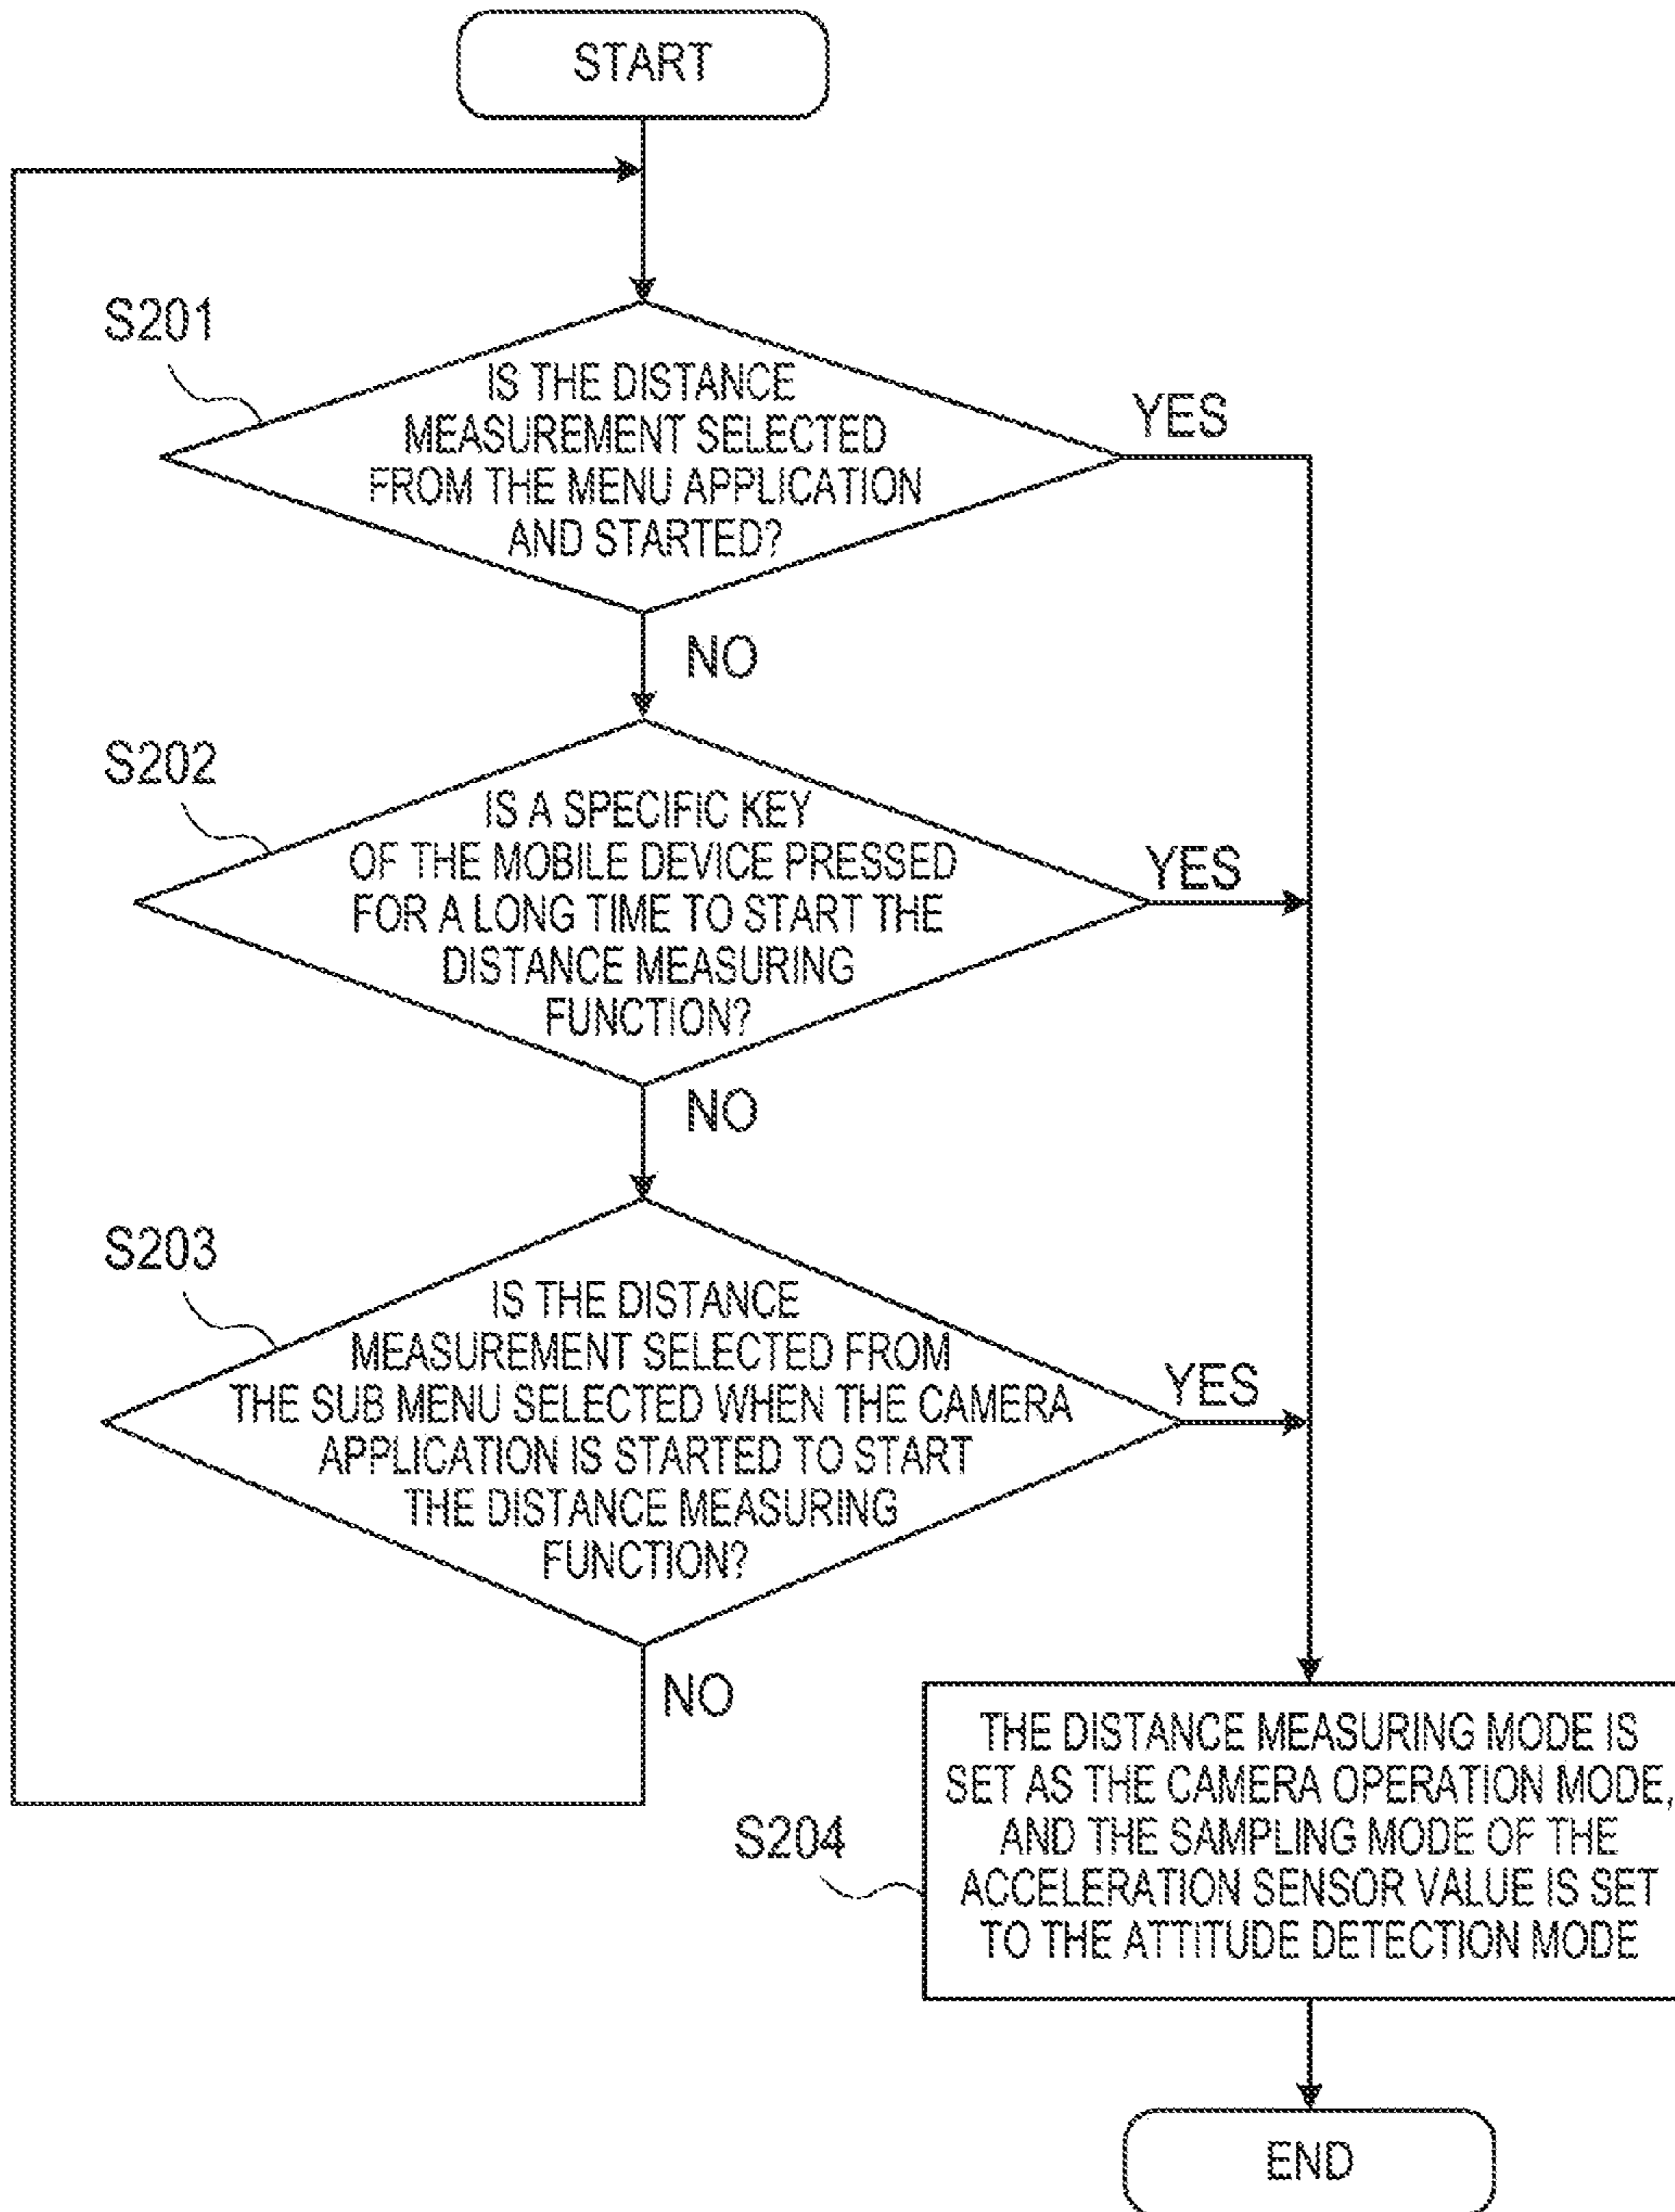 START
S201
IS THE DISTANCE
MEASUREMENT SELECTED
FROM THE MENU APPLICATION
AND STARTED?
YES
NO
S202
IS A SPECIFIC KEY
OF THE MOBILE DEVICE PRESSED
FOR A LONG TIME TO START THE
DISTANCE MEASURING
FUNCTION?
YES
NO
S203
IS THE DISTANCE
MEASUREMENT SELECTED FROM
THE SUB MENU SELECTED WHEN THE CAMERA
APPLICATION IS STARTED TO START
THE DISTANCE MEASURING
FUNCTION?
YES
NO
S204
THE DISTANCE MEASURING MODE IS
SET AS THE CAMERA OPERATION MODE,
AND THE SAMPLING MODE OF THE
ACCELERATION SENSOR VALUE IS SET
TO THE ATTITUDE DETECTION MODE
END